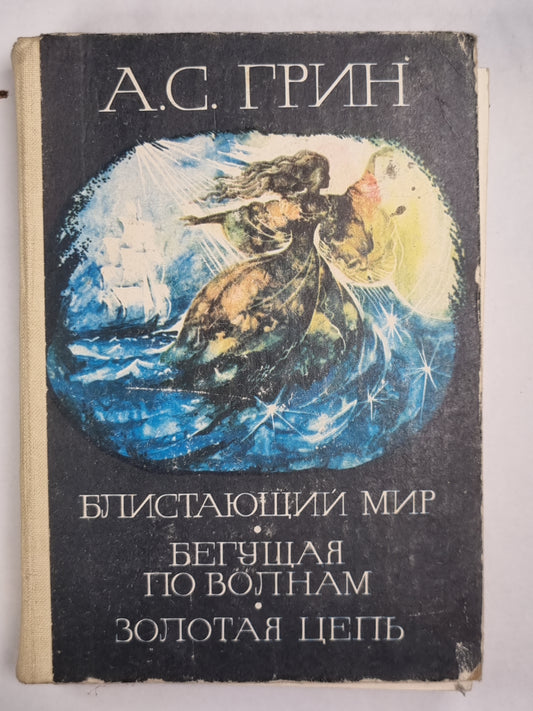 А.С. ГРИН
БЛИСТАЮЩИЙ МИР
•
БЕГУЩАЯ
ПО ВОЛНАМ
•
ЗОЛОТАЯ ЦЕПЬ